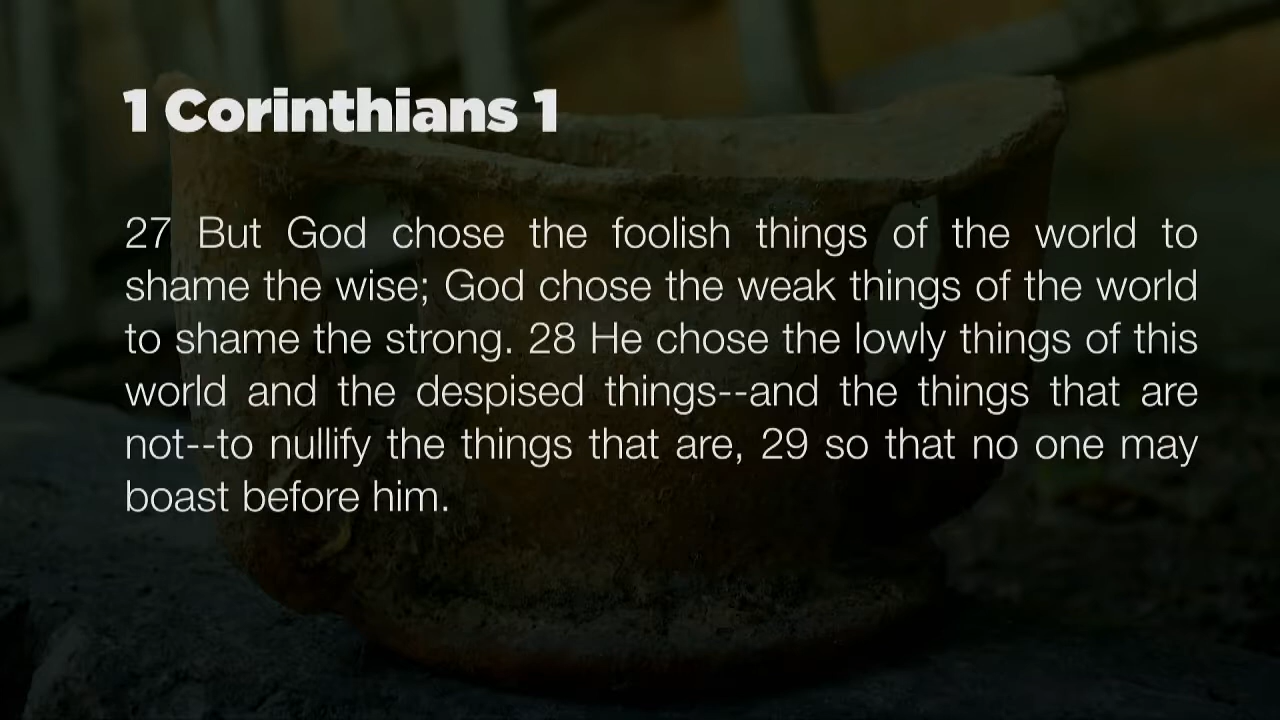 1 Corinthians 1
27 But God chose the foolish things of the world to
shame the wise; God chose the weak things of the world
to shame the strong. 28 He chose the lowly things of this
world and the despised things--and the things that are
not--to nullify the things that are, 29 so that no one may
boast before him.